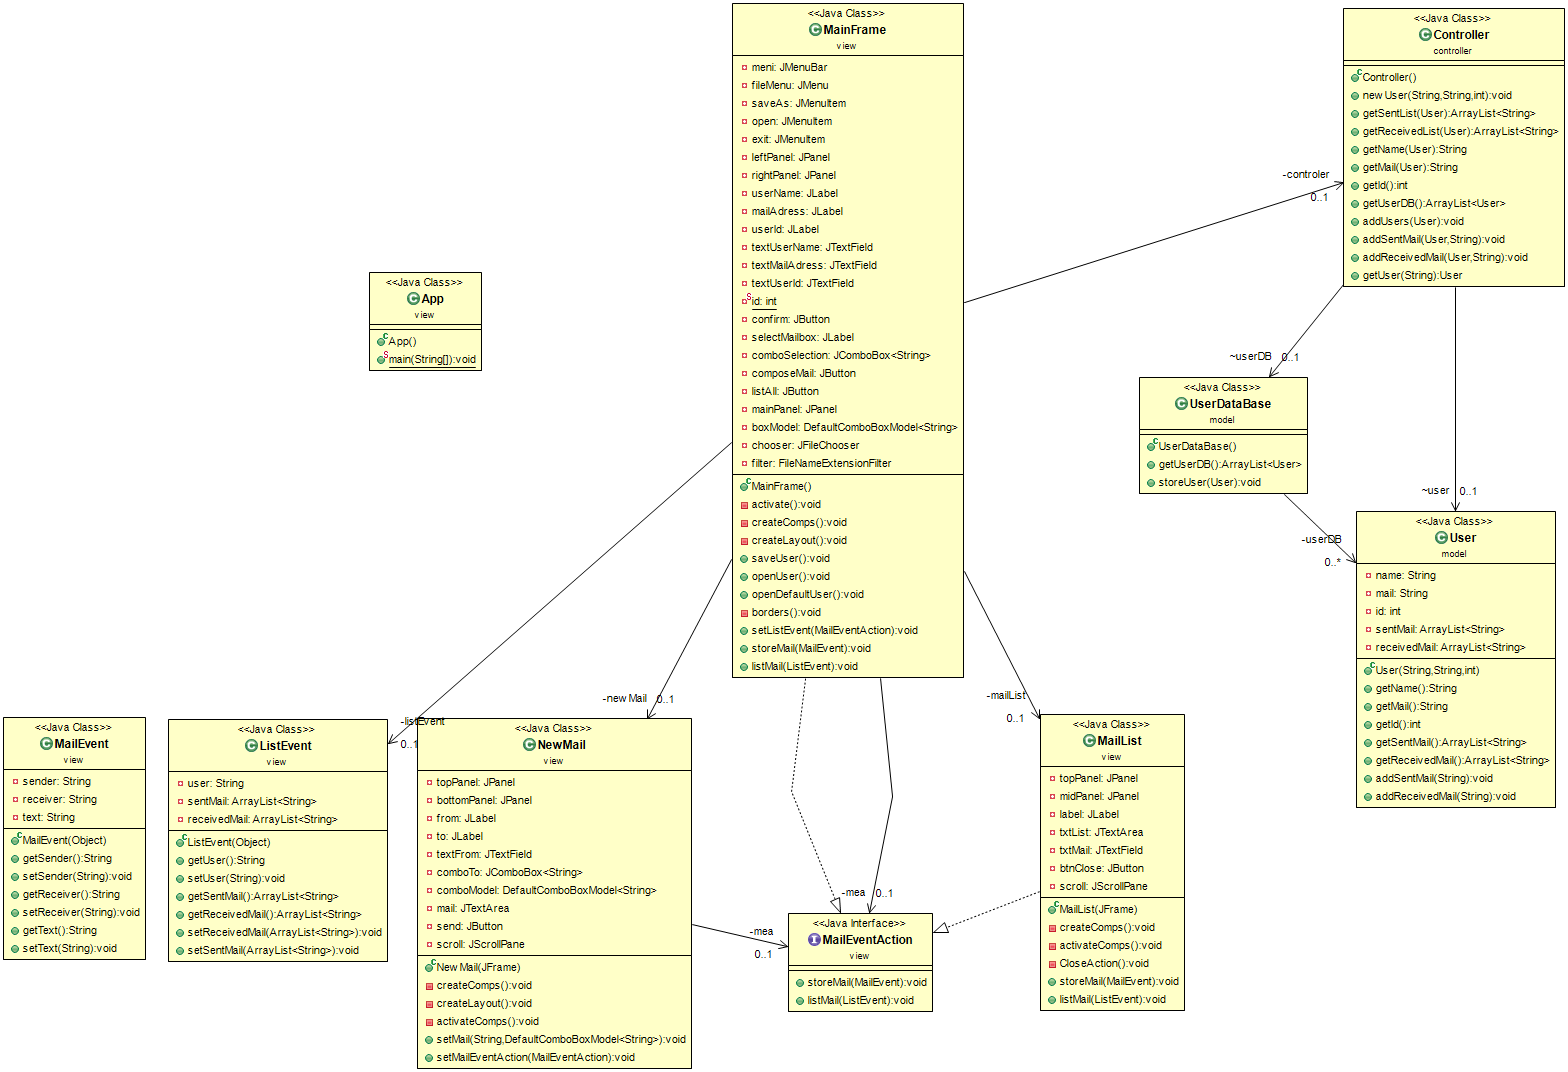 <<Java Class>>
MainFrame
view
meni: JMenuBar
fileMenu: JMenu
saveAs: JMenuItem
open: JMenuItem
exit: JMenuItem
leftPanel: JPanel
rightPanel: JPanel
userName: JLabel
mailAdress: JLabel
userId: JLabel
textUserName: JTextField
textMailAdress: JTextField
textUserId: JTextField
id: int
confirm: JButton
selectMailbox: JLabel
comboSelection: JComboBox<String>
composeMail: JButton
listAll: JButton
mainPanel: JPanel
boxModel: DefaultComboBoxModel<String>
chooser: JFileChooser
filter: FileNameExtensionFilter
MainFrame()
activate():void
createComps():void
createLayout():void
saveUser():void
openUser():void
openDefaultUser():void
borders():void
setListEvent(MailEventAction):void
storeMail(MailEvent):void
listMail(ListEvent):void
<<Java Class>>
Controller
controller
Controller()
newUser(String,String,int):void
getSentList(User):ArrayList<String>
getReceivedList(User):ArrayList<String>
getName(User):String
getMail(User):String
getId():int
getUserDB():ArrayList<User>
addUsers(User):void
addSentMail(User,String):void
addReceivedMail(User,String):void
getUser(String):User
-controler
0..1
<<Java Class>>
App
view
App()
main(String[]):void
~userDB
0..1
<<Java Class>>
UserDataBase
model
UserDataBase()
getUserDB():ArrayList<User>
storeUser(User):void
~user
0..1
-userDB
0..*
<<Java Class>>
User
model
name: String
mail: String
id: int
sentMail: ArrayList<String>
receivedMail: ArrayList<String>
User(String,String,int)
getName():String
getMail():String
getId():int
getSentMail():ArrayList<String>
getReceivedMail():ArrayList<String>
addSentMail(String):void
addReceivedMail(String):void
-listEvent
0..1
-newMail
0..1
-mailList
0..1
<<Java Class>>
MailEvent
view
sender: String
receiver: String
text: String
MailEvent(Object)
getSender():String
setSender(String):void
getReceiver():String
setReceiver(String):void
getText():String
setText(String):void
<<Java Class>>
ListEvent
view
user: String
sentMail: ArrayList<String>
receivedMail: ArrayList<String>
ListEvent(Object)
getUser():String
setUser(String):void
getSentMail():ArrayList<String>
getReceivedMail():ArrayList<String>
setReceivedMail(ArrayList<String>):void
setSentMail(ArrayList<String>):void
<<Java Class>>
NewMail
view
topPanel: JPanel
bottomPanel: JPanel
from: JLabel
to: JLabel
textFrom: JTextField
comboTo: JComboBox<String>
comboModel: DefaultComboBoxModel<String>
mail: JTextArea
send: JButton
scroll: JScrollPane
NewMail(JFrame)
createComps():void
createLayout():void
activateComps():void
setMail(String,DefaultComboBoxModel<String>):void
setMailEventAction(MailEventAction):void
-mea
0..1
-mea
0..1
<<Java Interface>>
MailEventAction
view
storeMail(MailEvent):void
listMail(ListEvent):void
<<Java Class>>
MailList
view
topPanel: JPanel
midPanel: JPanel
label: JLabel
txtList: JTextArea
txtMail: JTextField
btnClose: JButton
scroll: JScrollPane
MailList(JFrame)
createComps():void
activateComps():void
CloseAction():void
storeMail(MailEvent):void
listMail(ListEvent):void